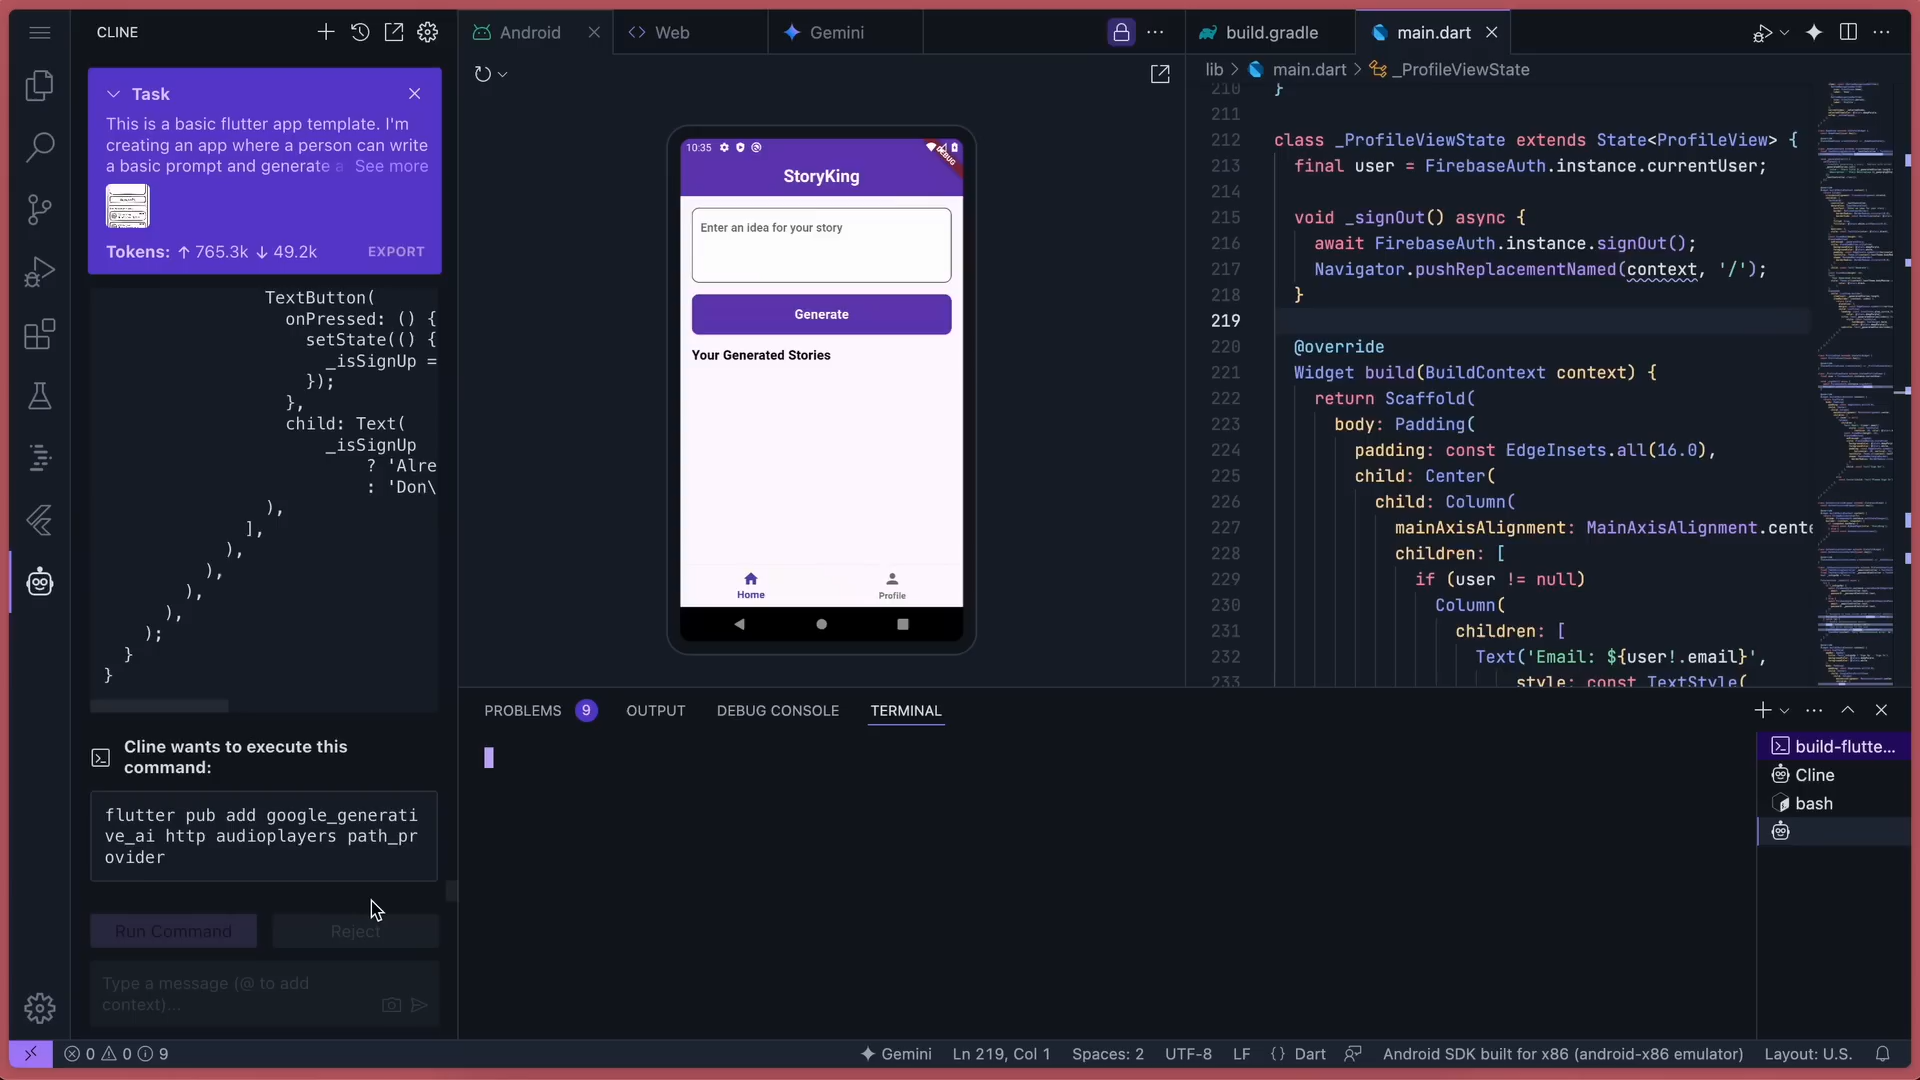 CLINE
Task
This is a basic flutter app template. I'm
creating an app where a person can write
a basic prompt and generate a See more
Tokens: ↑ 765.3k ↓ 49.2k EXPORT
TextButton(
onPressed: () {
setState(() {
_isSignUp =
});
},
child: Text(
_isSignUp
? 'Alre
: 'Don\
),
],
),
),
),
),
);
}
}
Cline wants to execute this
command:
flutter pub add google_generati
ve_ai http audioplayers path_pr
ovider
Run Command Reject
Type a message (@ to add
context)...
Android
Web
Gemini
10:35
DEBUG
StoryKing
Enter an idea for your story
Generate
Your Generated Stories
Home
Profile
build.gradle
main.dart
lib > main.dart > _ProfileViewState
210 }
211
212 class _ProfileViewState extends State<ProfileView> {
213 final user = FirebaseAuth.instance.currentUser;
214
215 void _signOut() async {
216 await FirebaseAuth.instance.signOut();
217 Navigator.pushReplacementNamed(context, '/');
218 }
219
220 @override
221 Widget build(BuildContext context) {
222 return Scaffold(
223 body: Padding(
224 padding: const EdgeInsets.all(16.0),
225 child: Center(
226 child: Column(
227 mainAxisAlignment: MainAxisAlignment.cente
228 children: [
229 if (user != null)
230 Column(
231 children: [
232 Text('Email: ${user!.email}',
233 style: const TextStyle(
PROBLEMS 9 OUTPUT DEBUG CONSOLE TERMINAL
build-flutte...
Cline
bash
0 0 9
Gemini Ln 219, Col 1 Spaces: 2 UTF-8 LF {} Dart Android SDK built for x86 (android-x86 emulator) Layout: U.S.